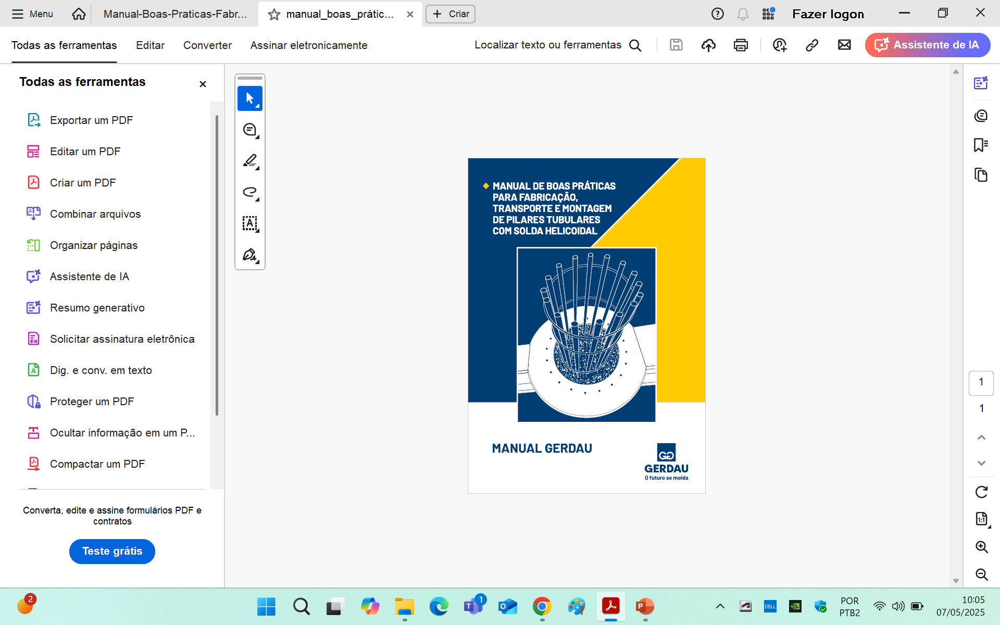 Menu
Manual-Boas-Praticas-Fabr...
manual_boas_prátic...
Criar
Fazer logon
Todas as ferramentas
Editar
Converter
Assinar eletronicamente
Localizar texto ou ferramentas
Assistente de IA
Todas as ferramentas
Exportar um PDF
Editar um PDF
Criar um PDF
Combinar arquivos
Organizar páginas
Assistente de IA
Resumo generativo
Solicitar assinatura eletrônica
Dig. e conv. em texto
Proteger um PDF
Ocultar informação em um P...
Compactar um PDF
Converta, edite e assine formulários PDF e
contratos
Teste grátis
MANUAL DE BOAS PRÁTICAS
PARA FABRICAÇÃO,
TRANSPORTE E MONTAGEM
DE PILARES TUBULARES
COM SOLDA HELICOIDAL
MANUAL GERDAU
GG
GERDAU
O futuro se molda
1
1
1:1
2
1
DELL
POR
PTB2
10:05
07/05/2025